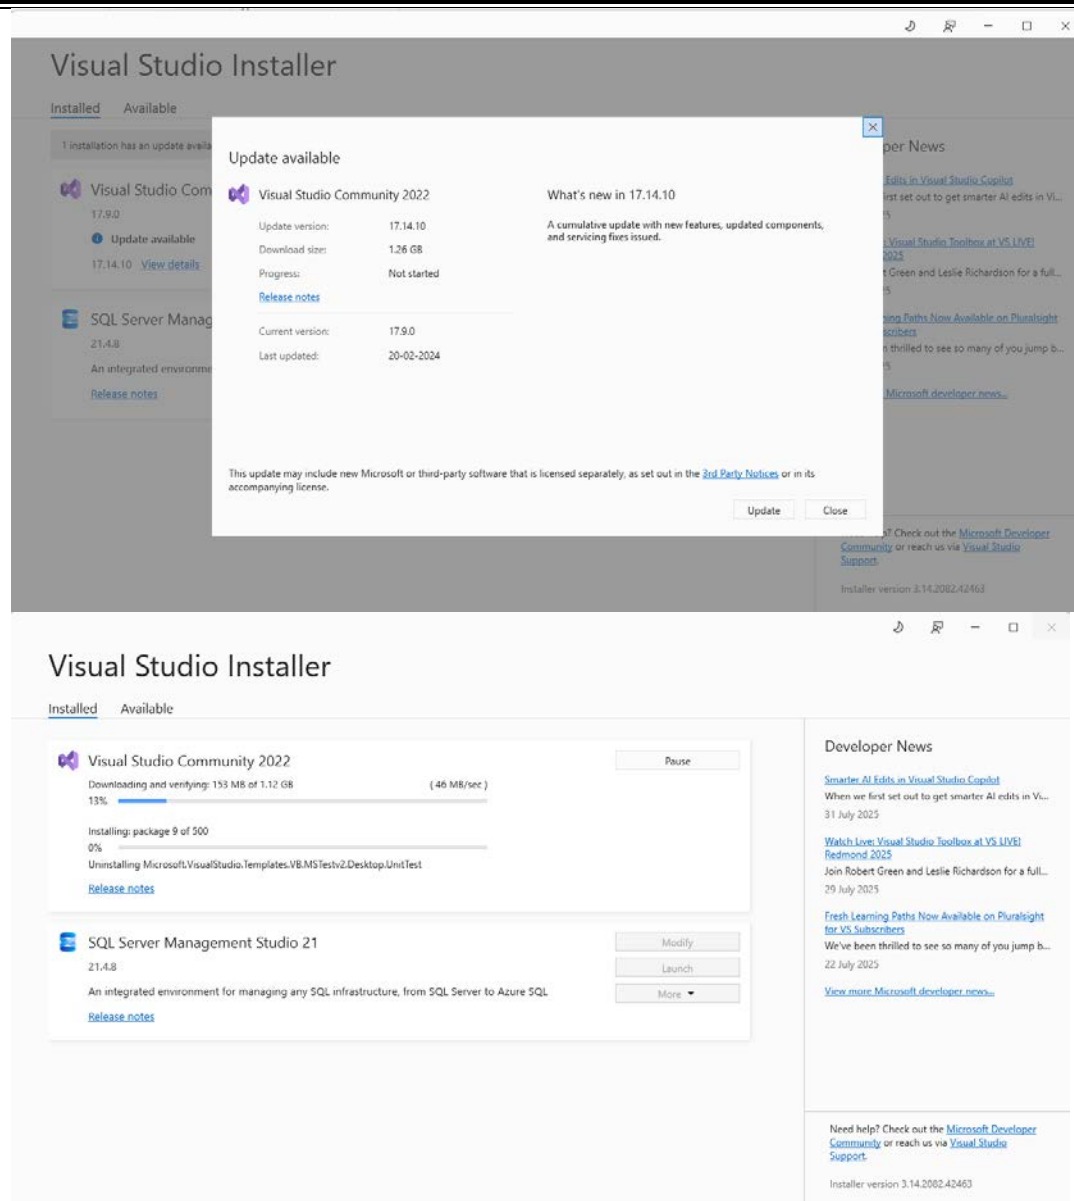 Visual Studio Installer
Installed Available
1 installation has an update availa
Visual Studio Com
17.9.0
Update available
17.14.10 View details
SQL Server Manag
21.4.8
An integrated environme
Release notes
Update available
Visual Studio Community 2022
Update version: 17.14.10
Download size: 1.26 GB
Progress: Not started
Release notes
Current version: 17.9.0
Last updated: 20-02-2024
What's new in 17.14.10
A cumulative update with new features, updated components,
and servicing fixes issued.
This update may include new Microsoft or third-party software that is licensed separately, as set out in the 3rd Party Notices or in its
accompanying license.
Update Close
per News
Edits in Visual Studio Copilot
irst set out to get smarter AI edits in Vi...
5
: Visual Studio Toolbox at VS LIVE!
2025
t Green and Leslie Richardson for a full...
5
ning Paths Now Available on Pluralsight
scribers
n thrilled to see so many of you jump b...
5
Microsoft developer news...
p? Check out the Microsoft Developer
Community or reach us via Visual Studio
Support.
Installer version 3.14.2082.42463
Visual Studio Installer
Installed Available
Visual Studio Community 2022
Pause
Downloading and verifying: 153 MB of 1.12 GB ( 46 MB/sec )
13%
Installing: package 9 of 500
0%
Uninstalling Microsoft.VisualStudio.Templates.VB.MSTestv2.Desktop.UnitTest
Release notes
SQL Server Management Studio 21
21.4.8
An integrated environment for managing any SQL infrastructure, from SQL Server to Azure SQL
Release notes
Modify
Launch
More
Developer News
Smarter AI Edits in Visual Studio Copilot
When we first set out to get smarter AI edits in Vi...
31 July 2025
Watch Live: Visual Studio Toolbox at VS LIVE!
Redmond 2025
Join Robert Green and Leslie Richardson for a full...
29 July 2025
Fresh Learning Paths Now Available on Pluralsight
for VS Subscribers
We've been thrilled to see so many of you jump b...
22 July 2025
View more Microsoft developer news...
Need help? Check out the Microsoft Developer
Community or reach us via Visual Studio
Support.
Installer version 3.14.2082.42463